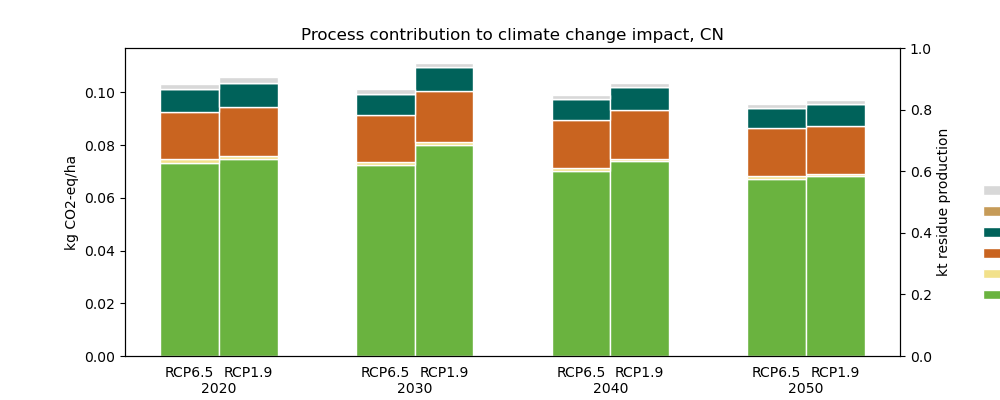 Process contribution to climate change impact, CN
kg CO2-eq/ha
0.10
0.08
0.06
0.04
0.02
0.00
1.0
0.8
0.6
0.4
0.2
0.0
kt residue production
RCP6.5 RCP1.9 RCP6.5 RCP1.9 RCP6.5 RCP1.9 RCP6.5 RCP1.9
2020 2030 2040 2050